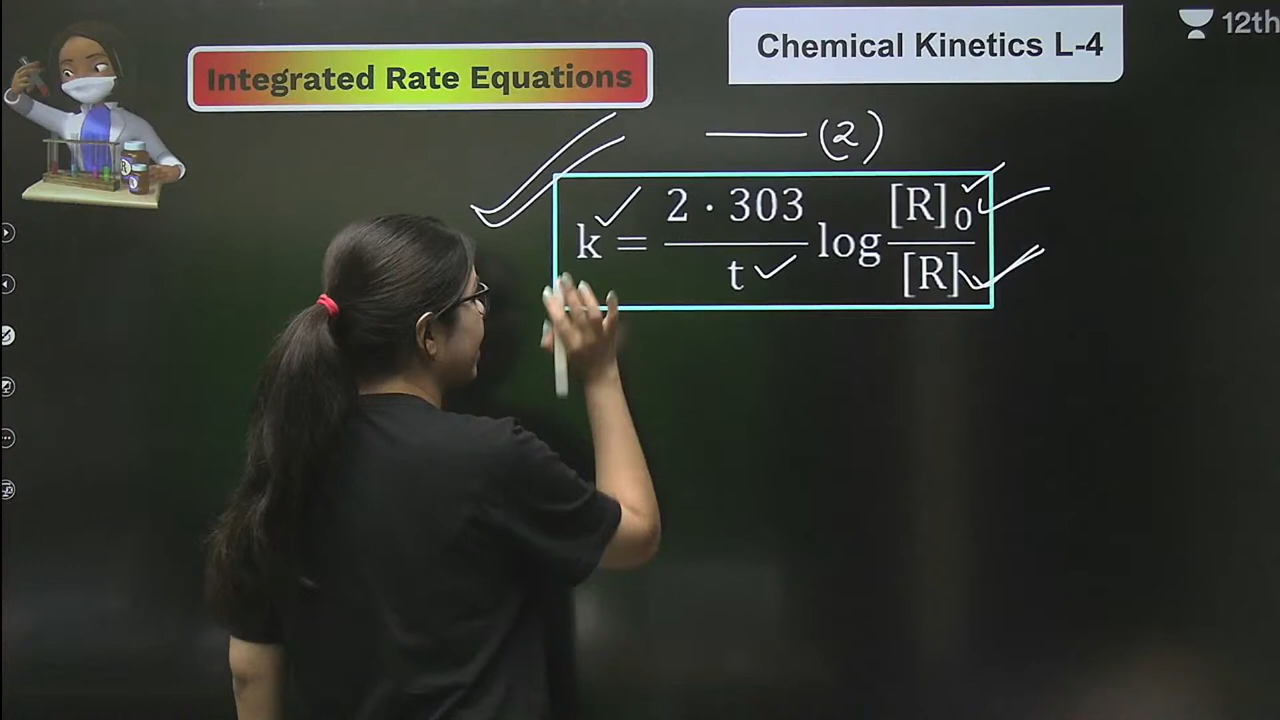 Chemical Kinetics L-4
12th
Integrated Rate Equations
(2)
k = 2 · 303 / t log [R]0 / [R]